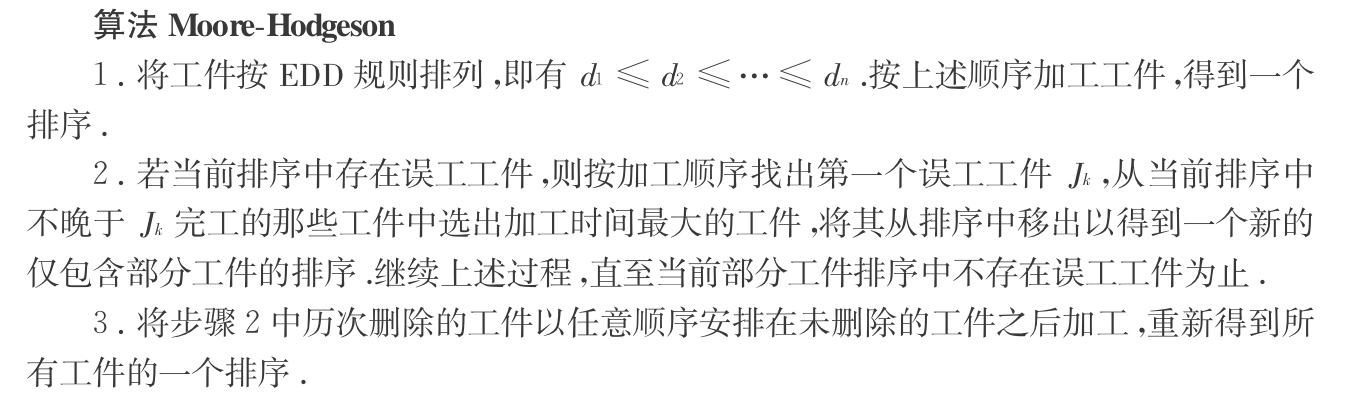 算法 Moore-Hodgeson
1 . 将工件按 EDD 规则排列 ,即有 d1 ≤ d2 ≤ … ≤ dn .按上述顺序加工工件 ,得到一个
排序 .
2 . 若当前排序中存在误工工件 ,则按加工顺序找出第一个误工工件 Jk ,从当前排序中
不晚于 Jk 完工的那些工件中选出加工时间最大的工件 ,将其从排序中移出以得到一个新的
仅包含部分工件的排序 .继续上述过程 ,直至当前部分工件排序中不存在误工工件为止 .
3 . 将步骤 2 中历次删除的工件以任意顺序安排在未删除的工件之后加工 ,重新得到所
有工件的一个排序 .